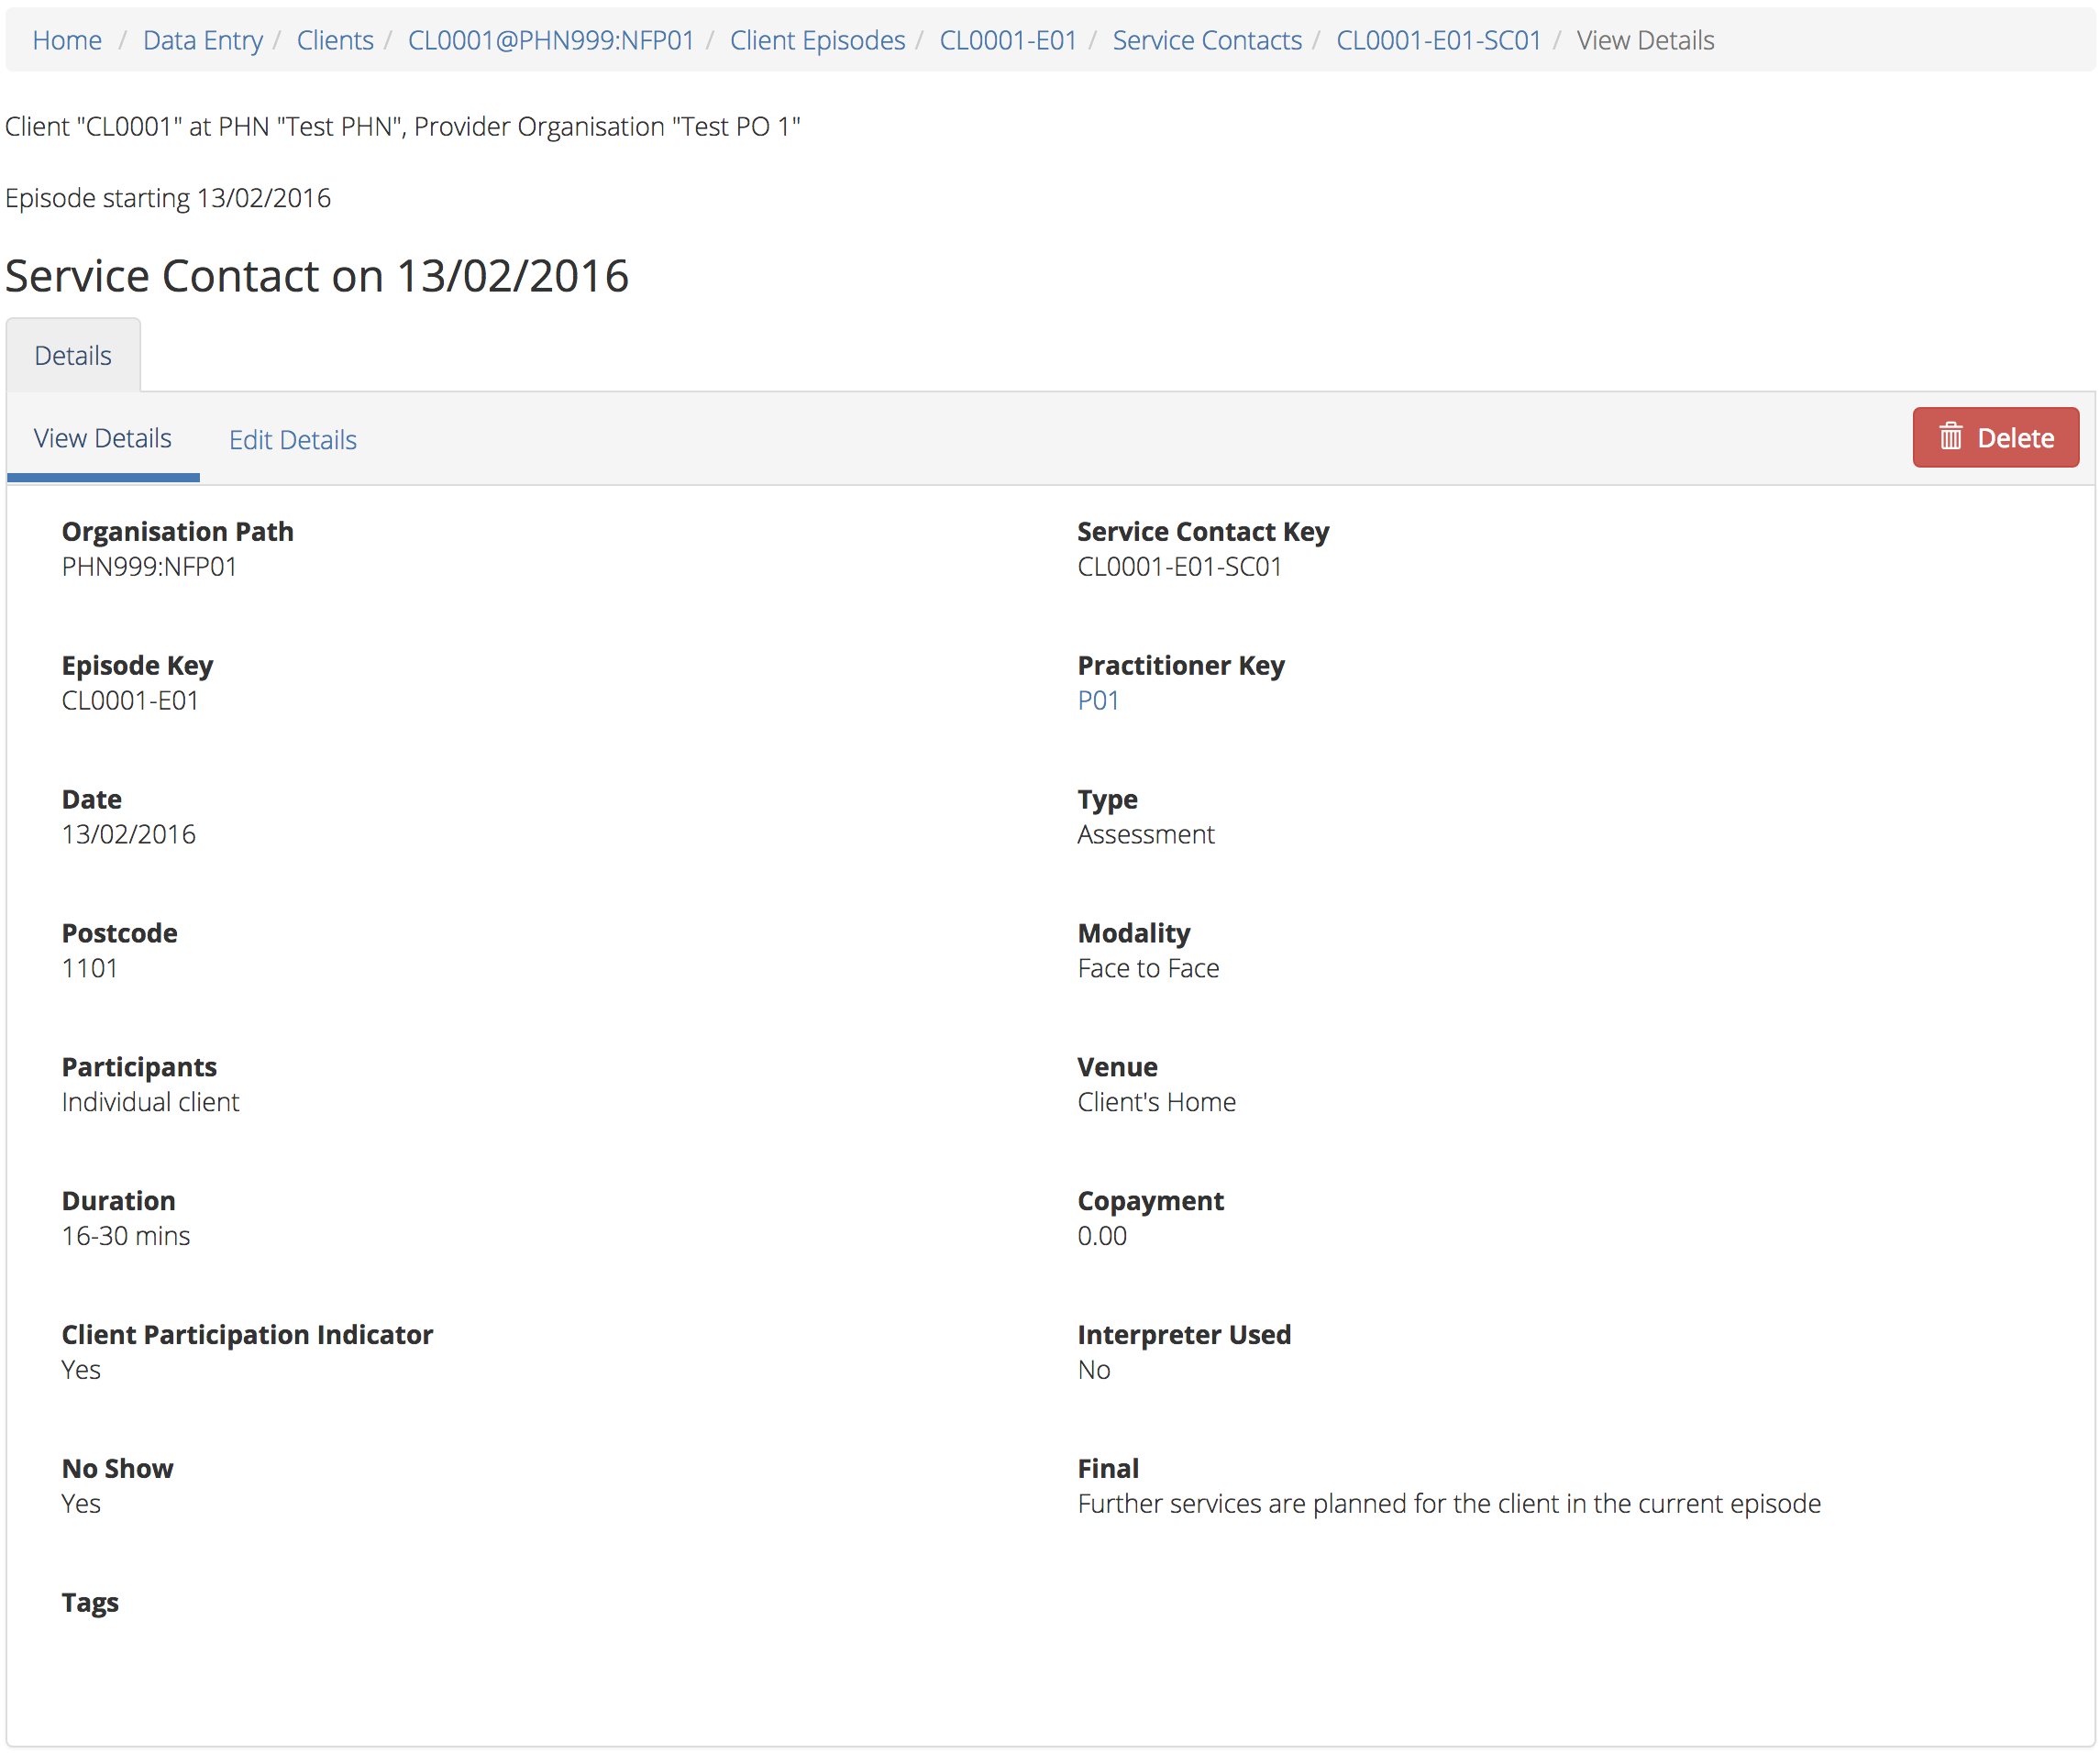 Home / Data Entry / Clients / CL0001@PHN999:NFP01 / Client Episodes / CL0001-E01 / Service Contacts / CL0001-E01-SC01 / View Details
Client "CL0001" at PHN "Test PHN", Provider Organisation "Test PO 1"
Episode starting 13/02/2016
Service Contact on 13/02/2016
Details
View Details Edit Details Delete
Organisation Path
PHN999:NFP01
Service Contact Key
CL0001-E01-SC01
Episode Key
CL0001-E01
Practitioner Key
P01
Date
13/02/2016
Type
Assessment
Postcode
1101
Modality
Face to Face
Participants
Individual client
Venue
Client's Home
Duration
16-30 mins
Copayment
0.00
Client Participation Indicator
Yes
Interpreter Used
No
No Show
Yes
Final
Further services are planned for the client in the current episode
Tags